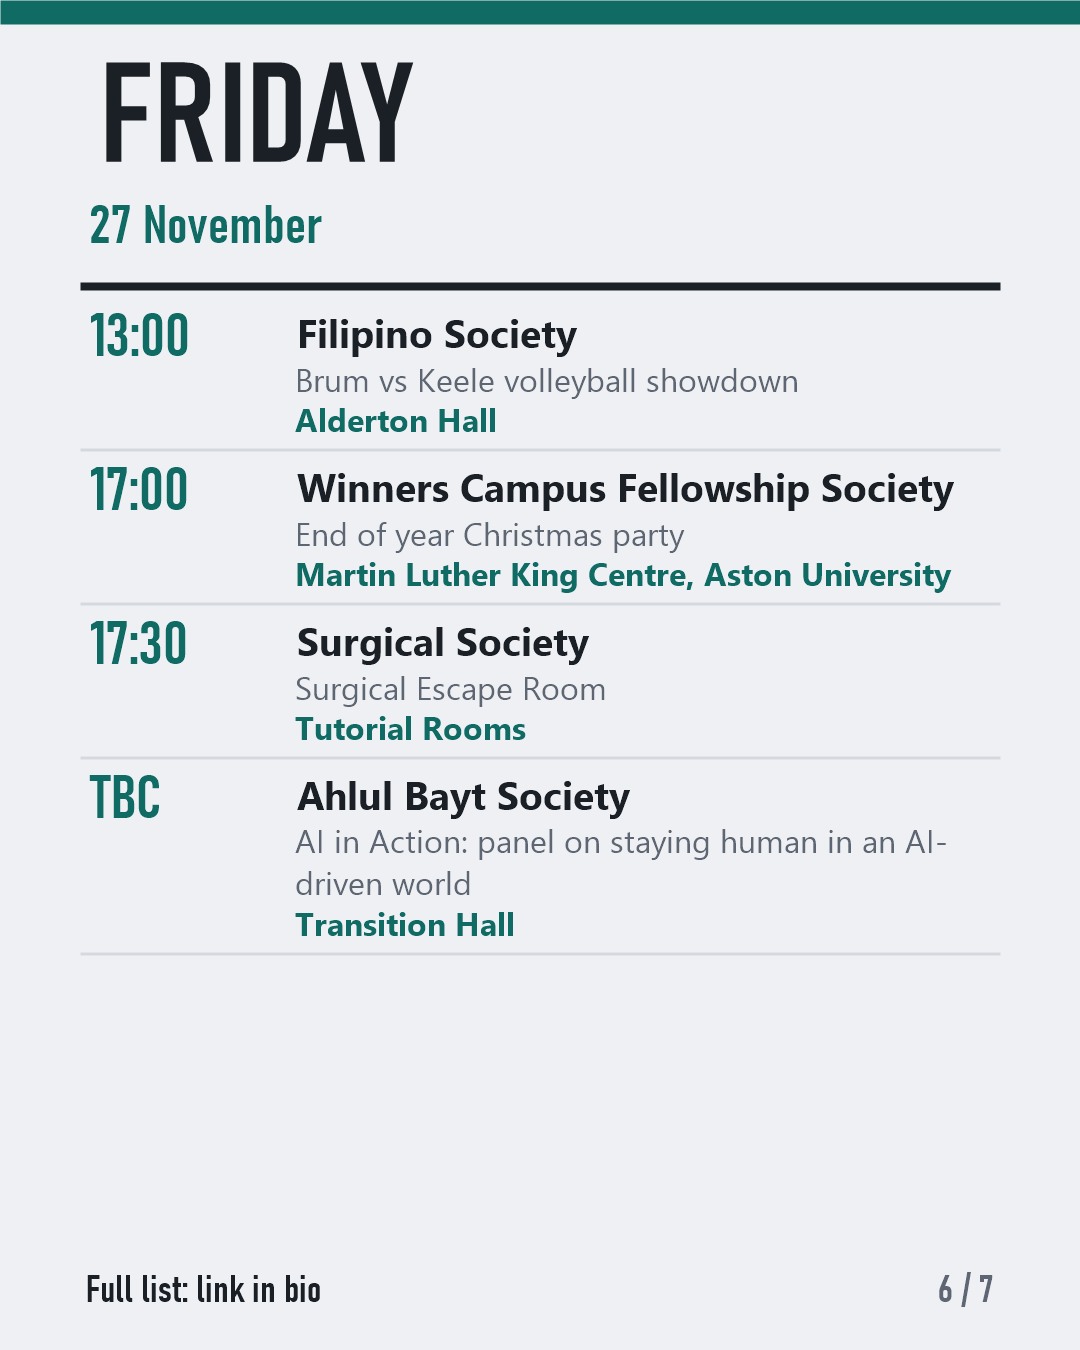 FRIDAY
27 November
13:00
Filipino Society
Brum vs Keele volleyball showdown
Alderton Hall
17:00
Winners Campus Fellowship Society
End of year Christmas party
Martin Luther King Centre, Aston University
17:30
Surgical Society
Surgical Escape Room
Tutorial Rooms
TBC
Ahlul Bayt Society
AI in Action: panel on staying human in an AI-
driven world
Transition Hall
Full list: link in bio
6 / 7